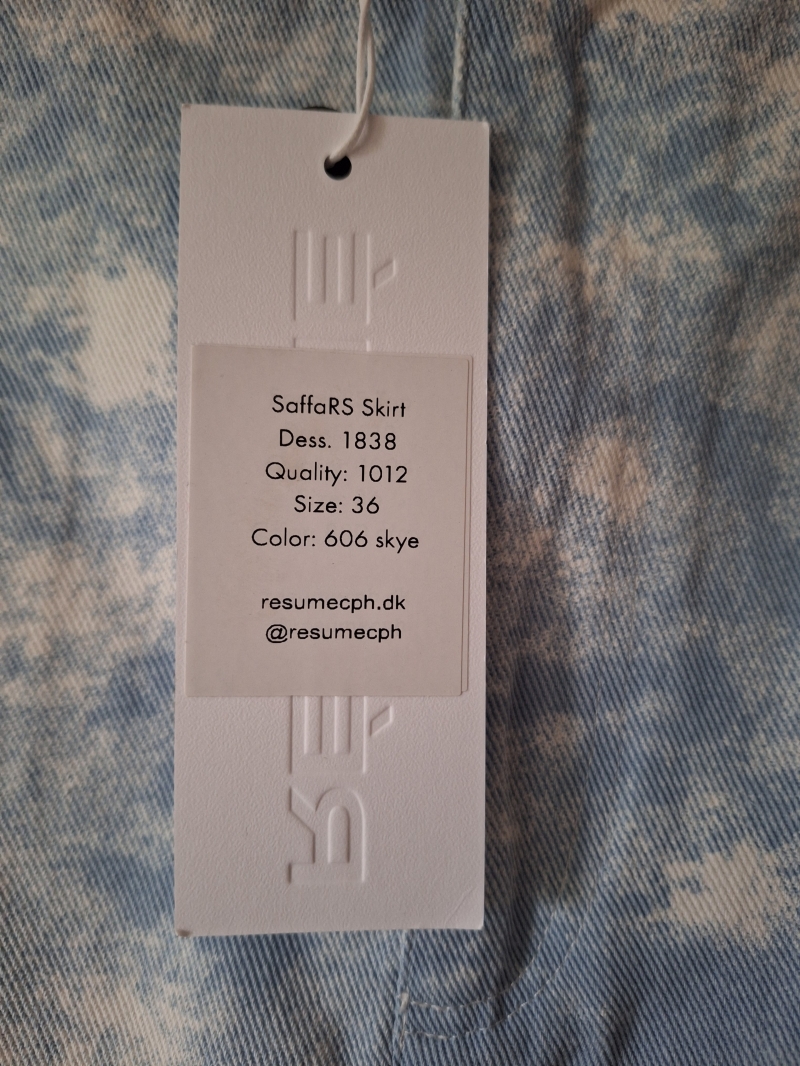 SaffaRS Skirt
Dess. 1838
Quality: 1012
Size: 36
Color: 606 skye
resumecph.dk
@resumecph